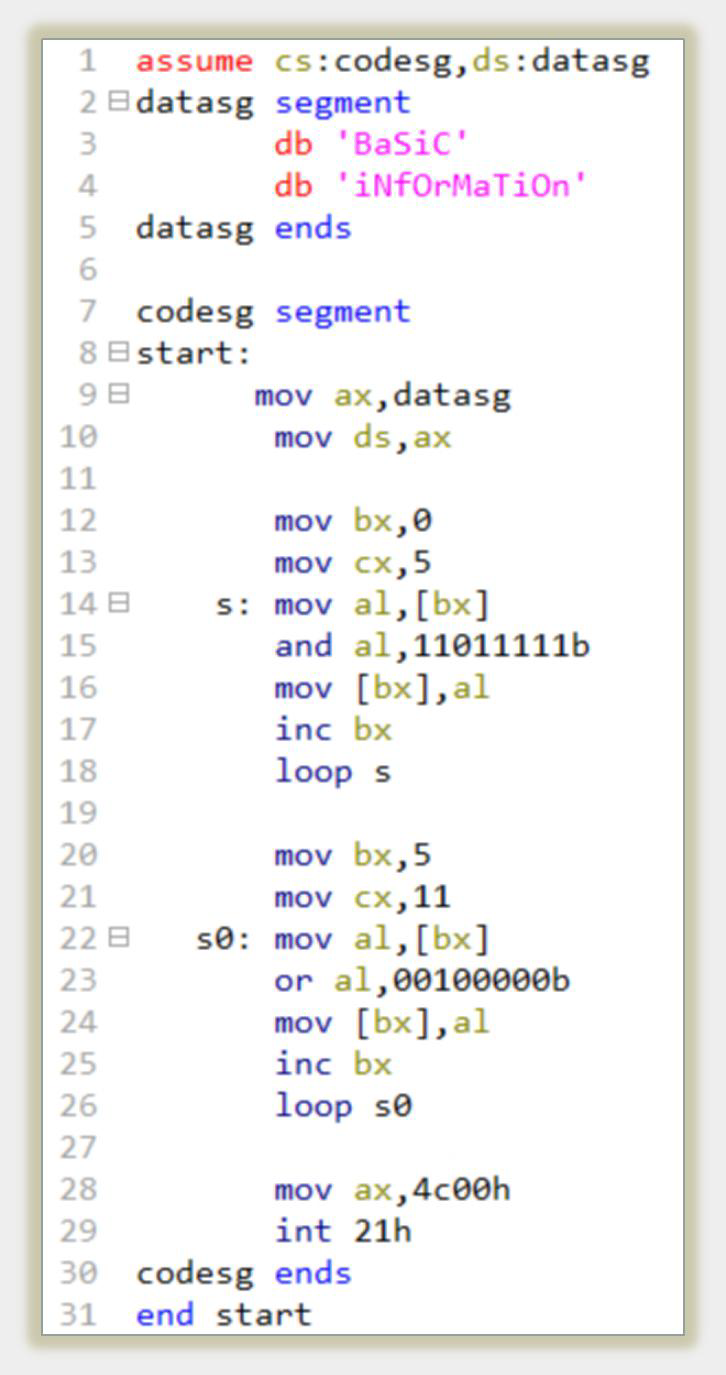 1 assume cs:codesg,ds:datasg
2 datasg segment
3 db 'BaSiC'
4 db 'iNfOrMaTiOn'
5 datasg ends
6
7 codesg segment
8 start:
9 mov ax,datasg
10 mov ds,ax
11
12 mov bx,0
13 mov cx,5
14 s: mov al,[bx]
15 and al,11011111b
16 mov [bx],al
17 inc bx
18 loop s
19
20 mov bx,5
21 mov cx,11
22 s0: mov al,[bx]
23 or al,00100000b
24 mov [bx],al
25 inc bx
26 loop s0
27
28 mov ax,4c00h
29 int 21h
30 codesg ends
31 end start